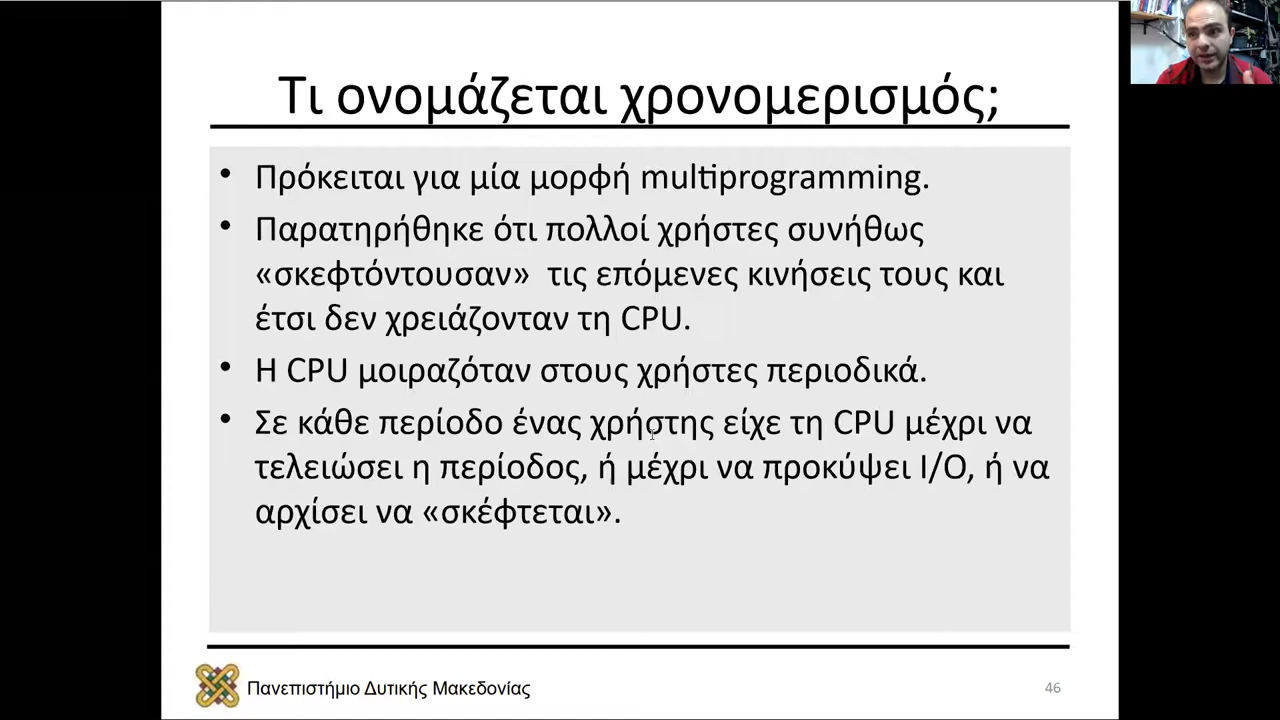 Τι ονομάζεται χρονομερισμός;
• Πρόκειται για μία μορφή multiprogramming.
• Παρατηρήθηκε ότι πολλοί χρήστες συνήθως
«σκεφτόντουσαν» τις επόμενες κινήσεις τους και
έτσι δεν χρειάζονταν τη CPU.
• Η CPU μοιραζόταν στους χρήστες περιοδικά.
• Σε κάθε περίοδο ένας χρήστης είχε τη CPU μέχρι να
τελειώσει η περίοδος, ή μέχρι να προκύψει I/O, ή να
αρχίσει να «σκέφτεται».
Πανεπιστήμιο Δυτικής Μακεδονίας
46